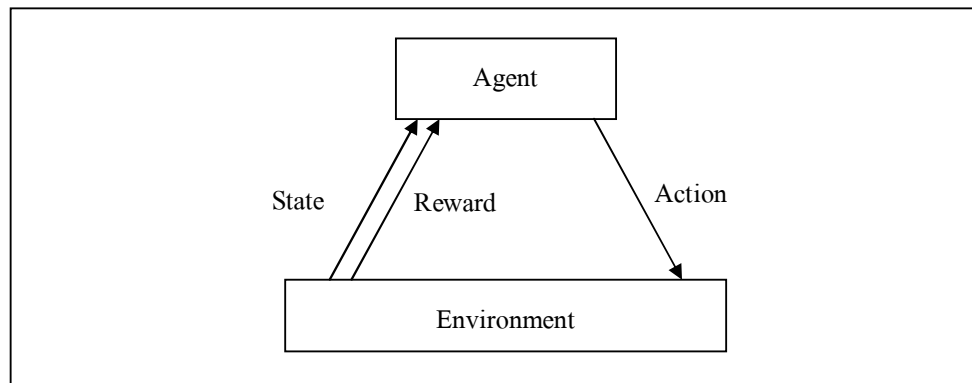 Agent
State
Reward
Action
Environment